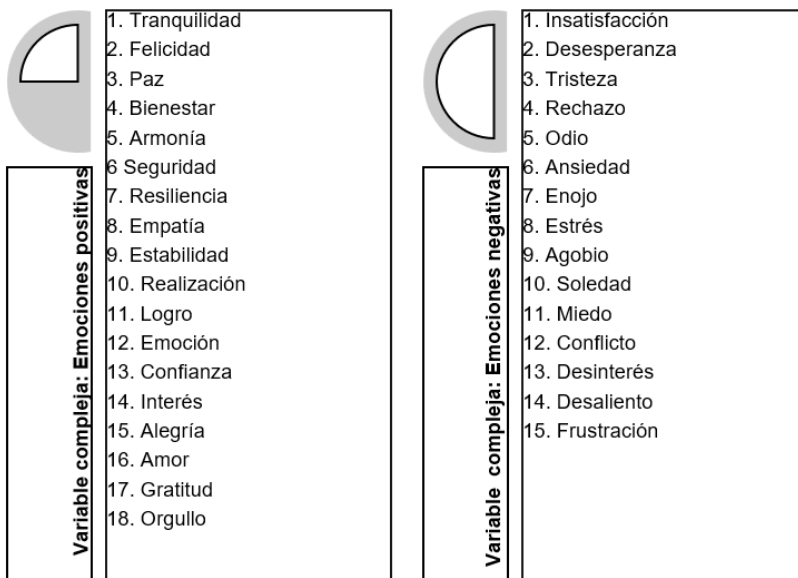 Variable compleja: Emociones positivas
1. Tranquilidad
2. Felicidad
3. Paz
4. Bienestar
5. Armonía
6 Seguridad
7. Resiliencia
8. Empatía
9. Estabilidad
10. Realización
11. Logro
12. Emoción
13. Confianza
14. Interés
15. Alegría
16. Amor
17. Gratitud
18. Orgullo
Variable compleja: Emociones negativas
1. Insatisfacción
2. Desesperanza
3. Tristeza
4. Rechazo
5. Odio
6. Ansiedad
7. Enojo
8. Estrés
9. Agobio
10. Soledad
11. Miedo
12. Conflicto
13. Desinterés
14. Desaliento
15. Frustración